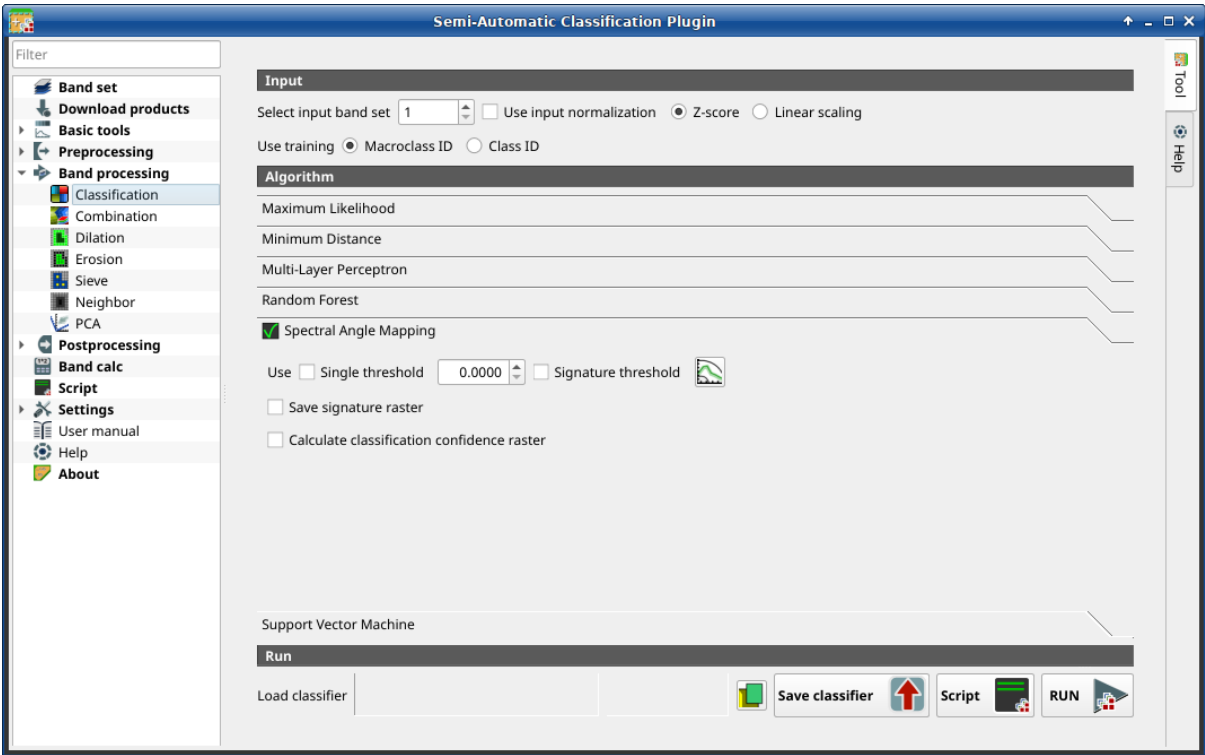 Semi-Automatic Classification Plugin
Filter
Band set
Download products
Basic tools
Preprocessing
Band processing
Classification
Combination
Dilation
Erosion
Sieve
Neighbor
PCA
Postprocessing
Band calc
Script
Settings
User manual
Help
About
Input
Select input band set 1 Use input normalization Z-score Linear scaling
Use training Macroclass ID Class ID
Algorithm
Maximum Likelihood
Minimum Distance
Multi-Layer Perceptron
Random Forest
Spectral Angle Mapping
Use Single threshold 0.0000 Signature threshold
Save signature raster
Calculate classification confidence raster
Support Vector Machine
Run
Load classifier Save classifier Script RUN
Tool
Help